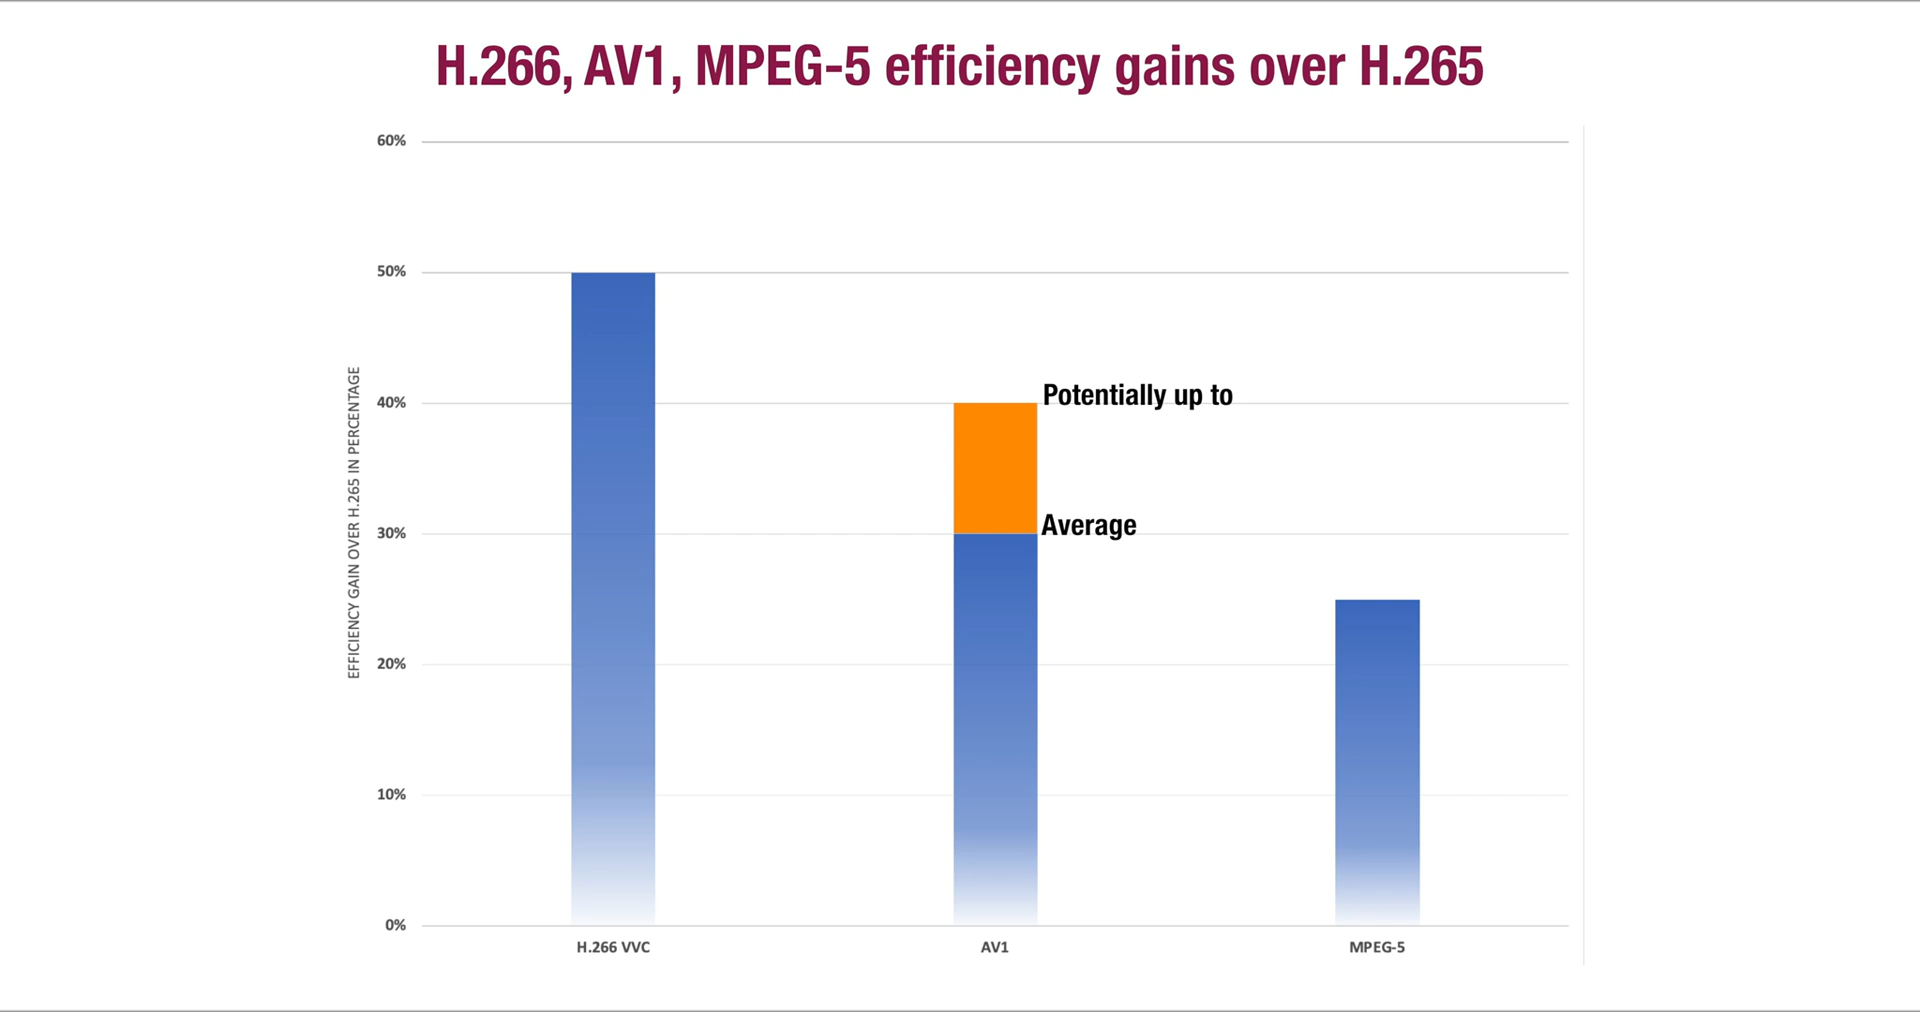 H.266, AV1, MPEG-5 efficiency gains over H.265
60%
50%
40%
30%
20%
10%
0%
EFFICIENCY GAIN OVER H.265 IN PERCENTAGE
Potentially up to
Average
H.266 VVC
AV1
MPEG-5